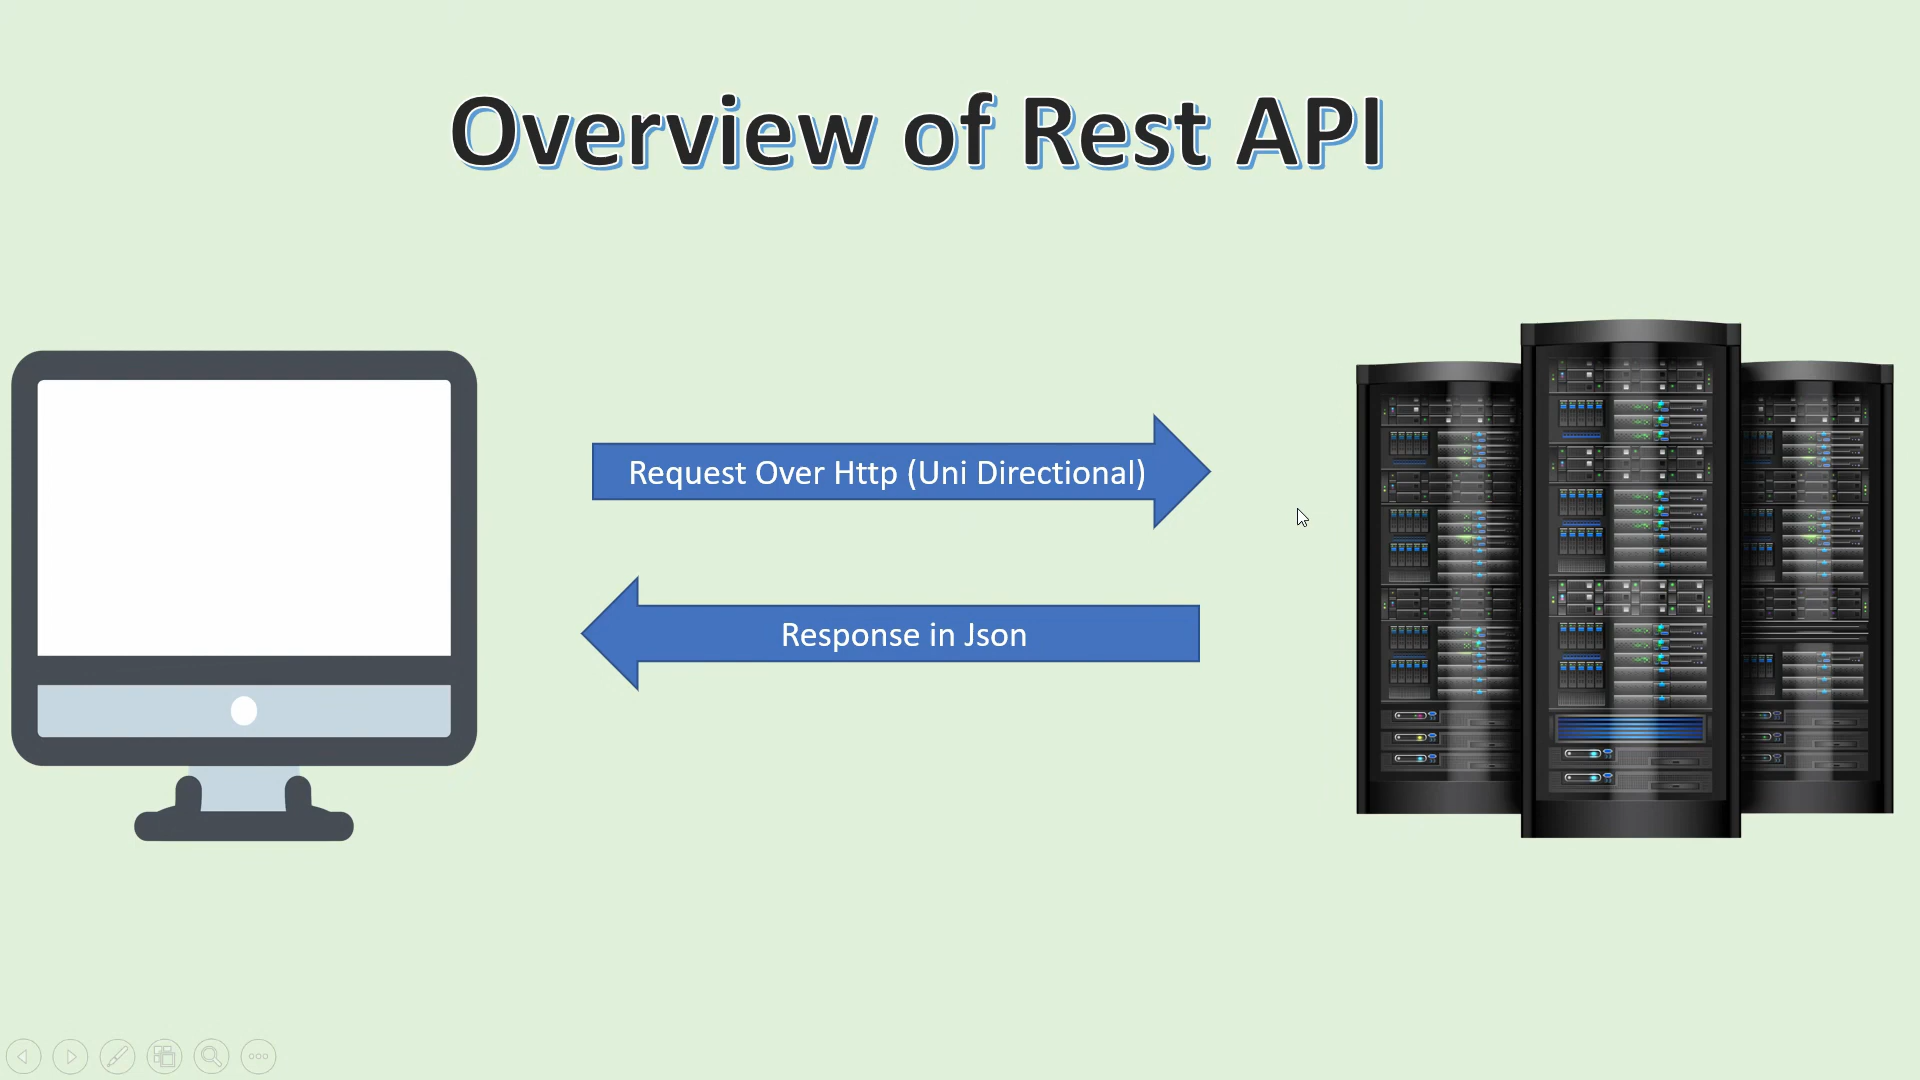 Overview of Rest API
Request Over Http (Uni Directional)
Response in Json